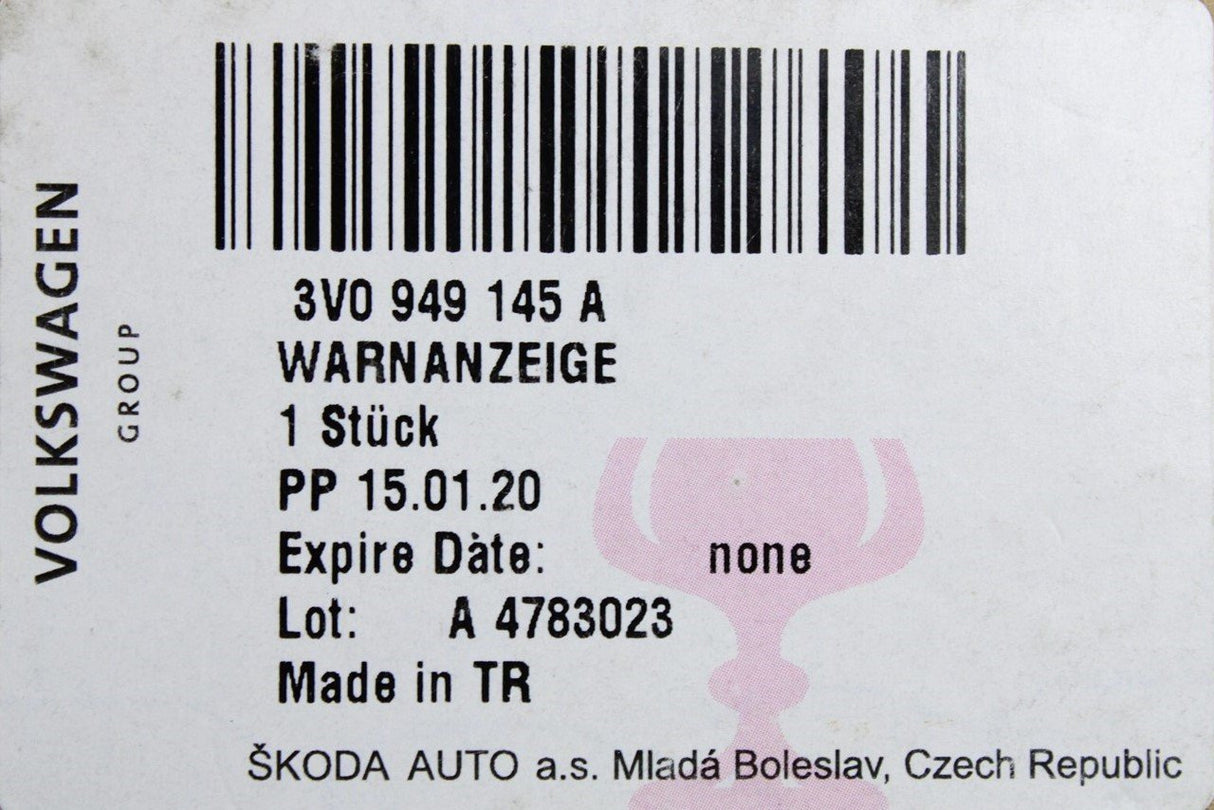 VOLKSWAGEN
GROUP
3V0 949 145 A
WARNANZEIGE
1 Stück
PP 15.01.20
Expire Date: none
Lot: A 4783023
Made in TR
ŠKODA AUTO a.s. Mladá Boleslav, Czech Republic